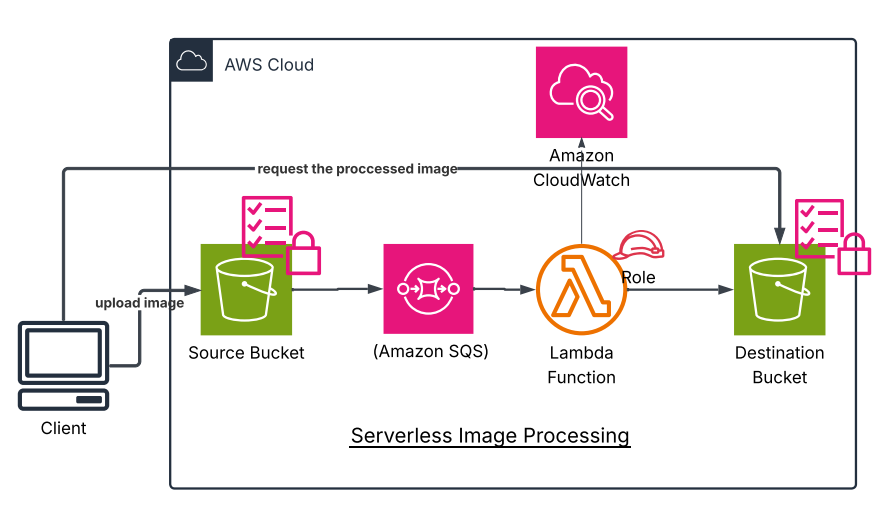 AWS Cloud
Amazon
CloudWatch
request the proccessed image
Role
upload image
Source Bucket
(Amazon SQS)
Lambda
Function
Destination
Bucket
Client
Serverless Image Processing